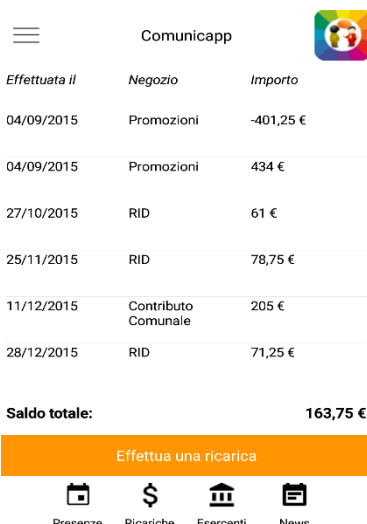 Comunicapp
Effettuata il Negozio Importo
04/09/2015 Promozioni -401,25 €
04/09/2015 Promozioni 434 €
27/10/2015 RID 61 €
25/11/2015 RID 78,75 €
11/12/2015 Contributo 205 €
Comunale
28/12/2015 RID 71,25 €
Saldo totale: 163,75 €
Effettua una ricarica
Presenze Ricariche Esercenti News